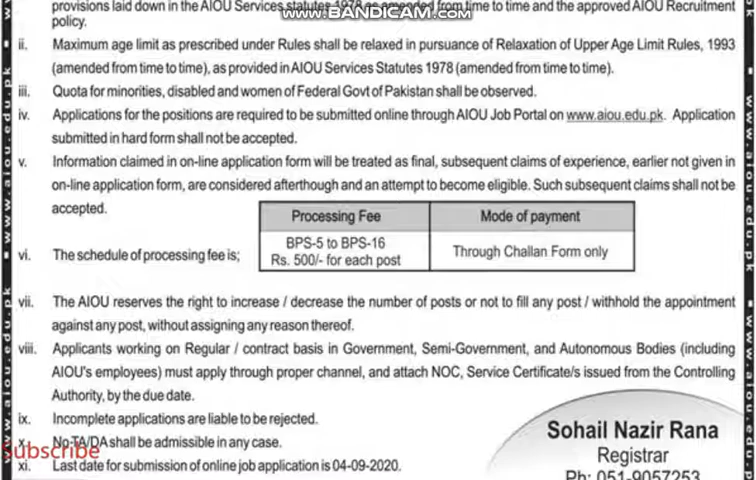 provisions laid down in the AIOU Services statutes 1978 as amended from time to time and the approved AIOU Recruitment
www.BANDICAM.com
policy.
ii. Maximum age limit as prescribed under Rules shall be relaxed in pursuance of Relaxation of Upper Age Limit Rules, 1993
(amended from time to time), as provided in AIOU Services Statutes 1978 (amended from time to time).
iii. Quota for minorities, disabled and women of Federal Govt of Pakistan shall be observed.
iv. Applications for the positions are required to be submitted online through AIOU Job Portal on www.aiou.edu.pk. Application
submitted in hard form shall not be accepted.
v. Information claimed in on-line application form will be treated as final, subsequent claims of experience, earlier not given in
on-line application form, are considered afterthough and an attempt to become eligible. Such subsequent claims shall not be
accepted.
Processing Fee Mode of payment
BPS-5 to BPS-16
Rs. 500/- for each post
Through Challan Form only
vi. The schedule of processing fee is;
vii. The AIOU reserves the right to increase / decrease the number of posts or not to fill any post / withhold the appointment
against any post, without assigning any reason thereof.
viii. Applicants working on Regular / contract basis in Government, Semi-Government, and Autonomous Bodies (including
AIOU's employees) must apply through proper channel, and attach NOC, Service Certificate/s issued from the Controlling
Authority, by the due date.
ix. Incomplete applications are liable to be rejected.
x. No TA/DA shall be admissible in any case.
Subscribe
xi. Last date for submission of online job application is 04-09-2020.
Sohail Nazir Rana
Registrar
Ph: 051-9057253
www.aiou.edu.pk
www.aiou.edu.pk